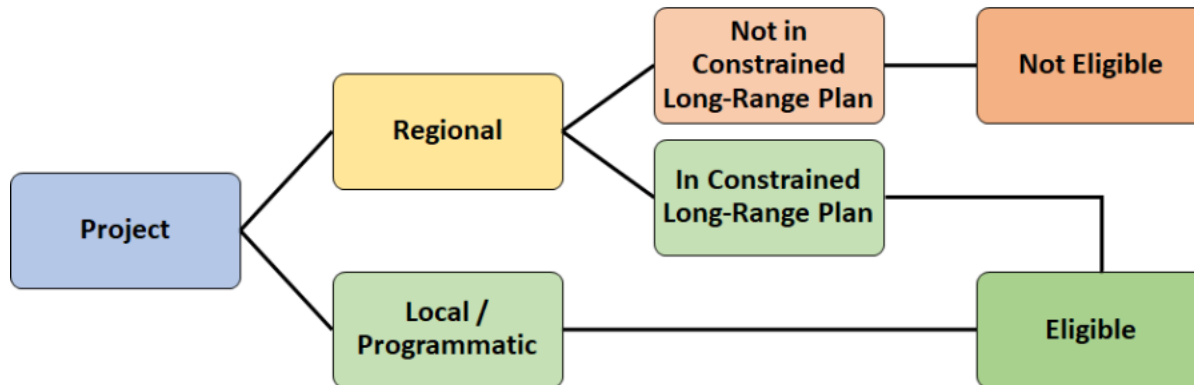 Project
Regional
Local /
Programmatic
Not in
Constrained
Long-Range Plan
In Constrained
Long-Range Plan
Not Eligible
Eligible